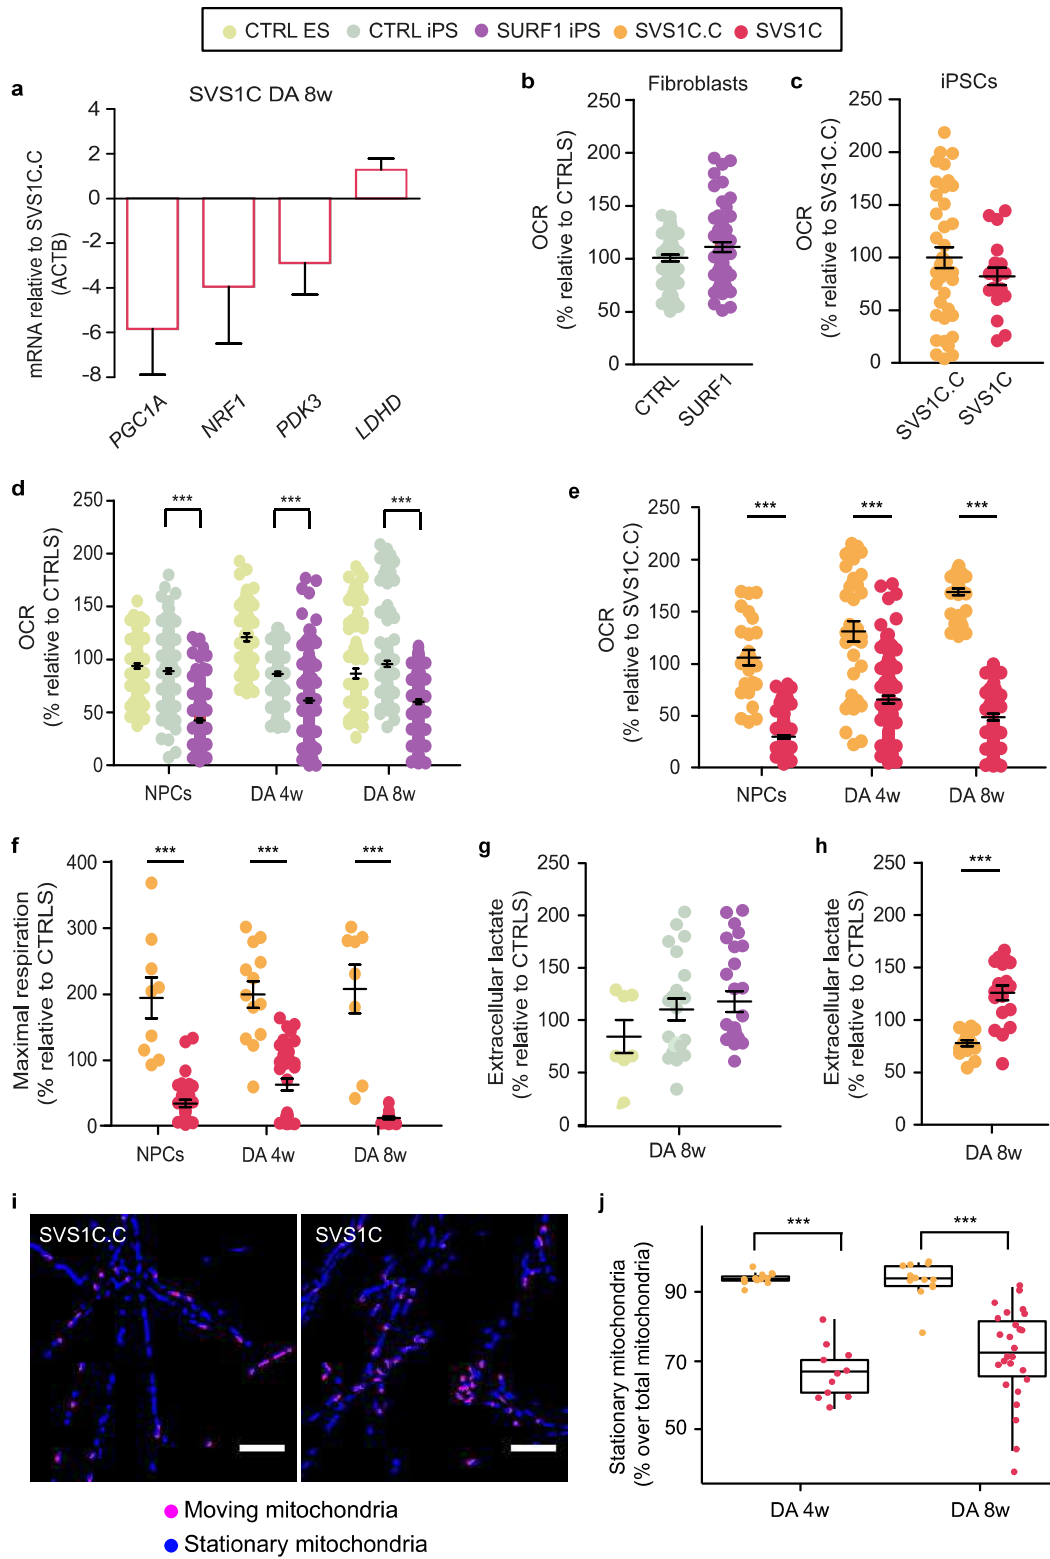 CTRL ES CTRL iPS SURF1 iPS SVS1C.C SVS1C
a
SVS1C DA 8w
mRNA relative to SVS1C.C
(ACTB)
4
2
0
-2
-4
-6
-8
PGC1A NRF1 PDK3 LDHD
b
Fibroblasts
OCR
(% relative to CTRLS)
250
200
150
100
50
0
CTRL SURF1
c
iPSCs
OCR
(% relative to SVS1C.C)
250
200
150
100
50
0
SVS1C.C SVS1C
d
OCR
(% relative to CTRLS)
250
200
150
100
50
0
*** *** ***
NPCs DA 4w DA 8w
e
OCR
(% relative to SVS1C.C)
250
200
150
100
50
0
*** *** ***
NPCs DA 4w DA 8w
f
Maximal respiration
(% relative to CTRLS)
400
300
200
100
0
*** *** ***
NPCs DA 4w DA 8w
g
Extracellular lactate
(% relative to CTRLS)
250
200
150
100
50
0
DA 8w
h
Extracellular lactate
(% relative to CTRLS)
250
200
150
100
50
0
***
DA 8w
i
SVS1C.C SVS1C
Moving mitochondria
Stationary mitochondria
j
Stationary mitochondria
(% over total mitochondria)
90
70
50
*** ***
DA 4w DA 8w